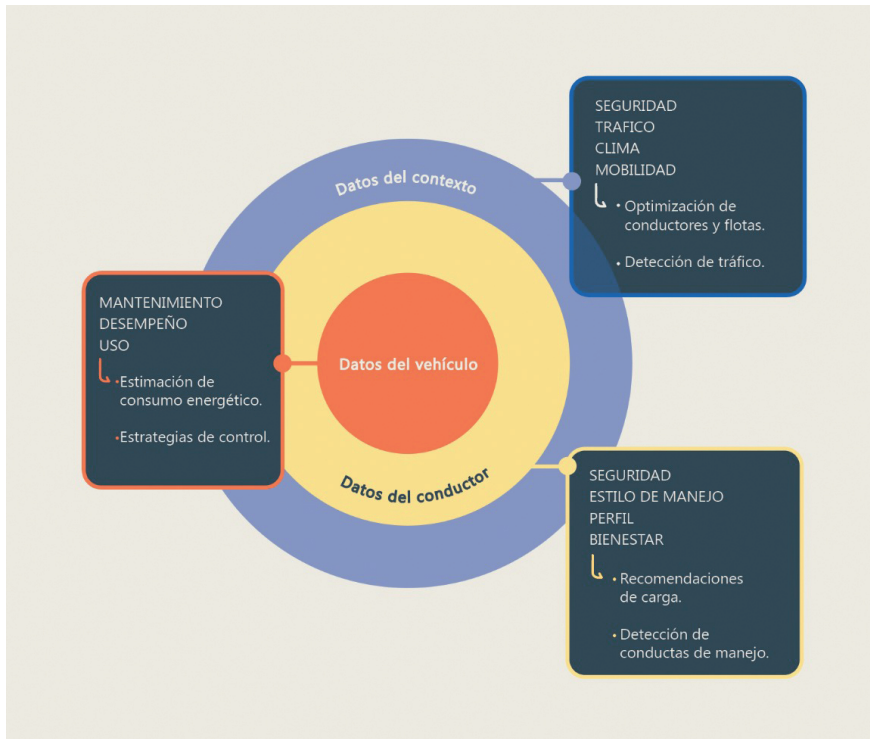 SEGURIDAD
TRAFICO
CLIMA
MOBILIDAD
• Optimización de
conductores y flotas.
• Detección de tráfico.
Datos del contexto
MANTENIMIENTO
DESEMPEÑO
USO
•Estimación de
consumo energético.
•Estrategias de control.
Datos del vehículo
Datos del conductor
SEGURIDAD
ESTILO DE MANEJO
PERFIL
BIENESTAR
• Recomendaciones
de carga.
• Detección de
conductas de manejo.